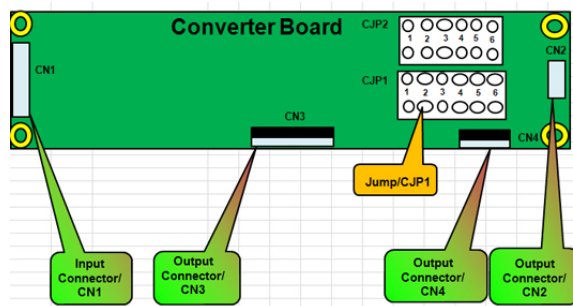 Converter Board
CJP2
1 2 3 4 5 6
CN2
CN1
CJP1
1 2 3 4 5 6
CN3
CN4
Jump/CJP1
Input
Connector/
CN1
Output
Connector/
CN3
Output
Connector/
CN4
Output
Connector/
CN2